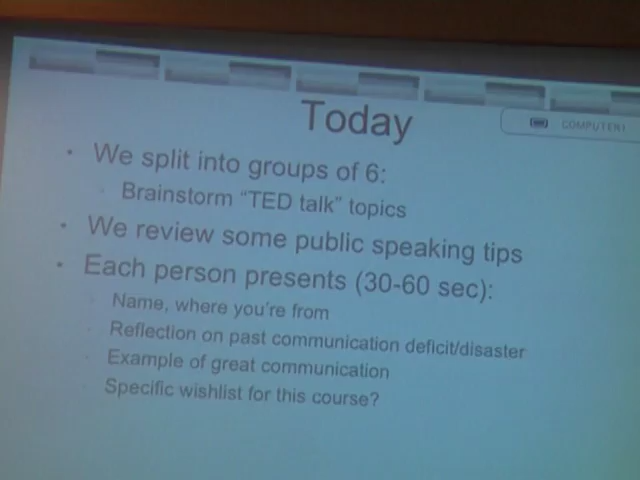 Today
COMPUTER1
• We split into groups of 6:
Brainstorm “TED talk” topics
• We review some public speaking tips
• Each person presents (30-60 sec):
Name, where you're from
Reflection on past communication deficit/disaster
Example of great communication
Specific wishlist for this course?